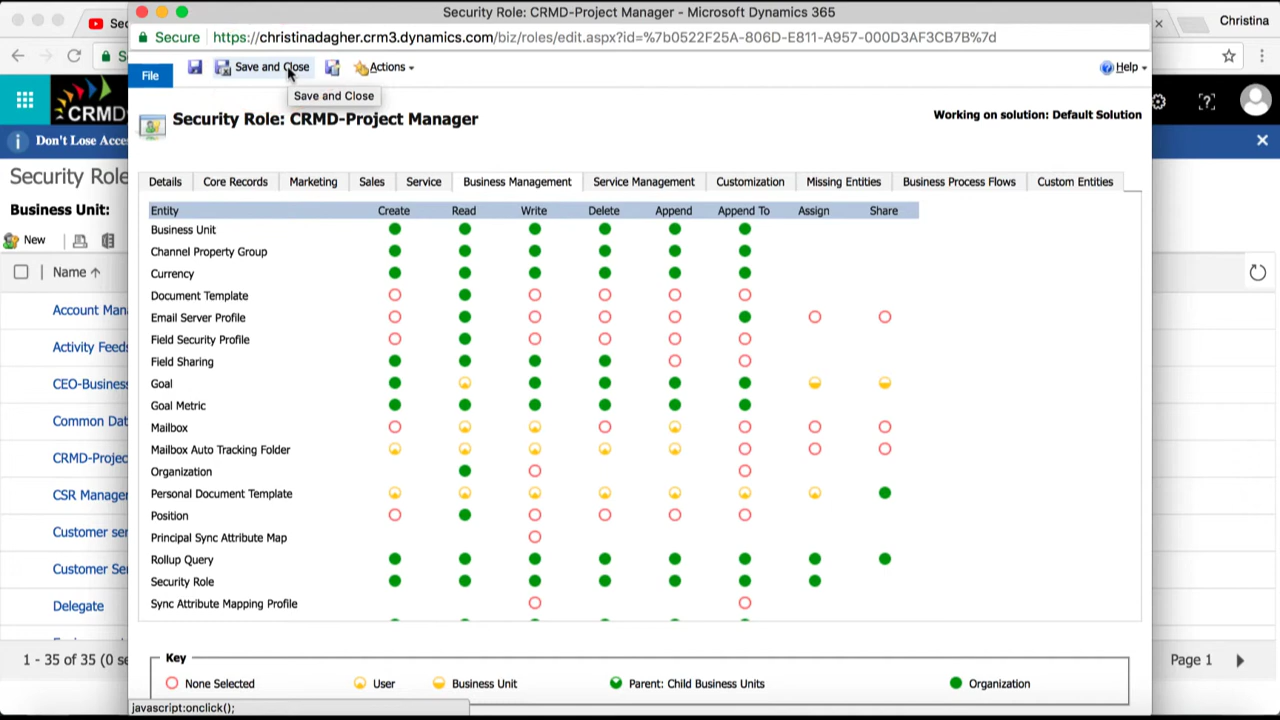 Security Role: CRMD-Project Manager - Microsoft Dynamics 365
Christina
Secure https://christinadagher.crm3.dynamics.com/biz/roles/edit.aspx?id=%7b0522F25A-806D-E811-A957-000D3AF3CB7B%7d
File Save and Close Actions Help
Save and Close
CRMD
Security Role: CRMD-Project Manager Working on solution: Default Solution
Don't Lose Acce
Security Role
Business Unit:
New
Name
Account Man
Activity Feeds
CEO-Business
Common Dat
CRMD-Projec
CSR Manager
Customer ser
Customer Ser
Delegate
1 - 35 of 35 (0 se
Page 1
Details Core Records Marketing Sales Service Business Management Service Management Customization Missing Entities Business Process Flows Custom Entities
Entity Create Read Write Delete Append Append To Assign Share
Business Unit
Channel Property Group
Currency
Document Template
Email Server Profile
Field Security Profile
Field Sharing
Goal
Goal Metric
Mailbox
Mailbox Auto Tracking Folder
Organization
Personal Document Template
Position
Principal Sync Attribute Map
Rollup Query
Security Role
Sync Attribute Mapping Profile
Key
None Selected User Business Unit Parent: Child Business Units Organization
javascript:onclick();